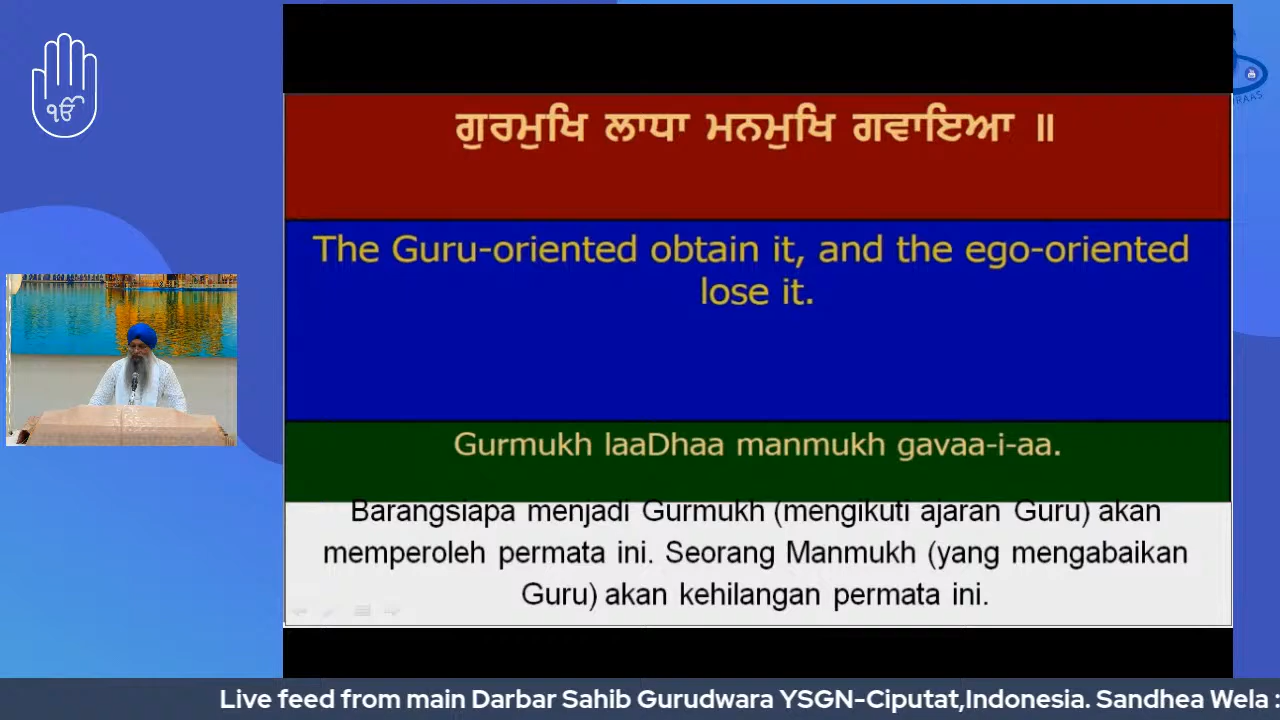 ੴ
ਗੁਰਮੁਖਿ ਲਾਧਾ ਮਨਮੁਖਿ ਗਵਾਇਆ ॥
The Guru-oriented obtain it, and the ego-oriented
lose it.
Gurmukh laaDhaa manmukh gavaa-i-aa.
Barangsiapa menjadi Gurmukh (mengikuti ajaran Guru) akan
memperoleh permata ini. Seorang Manmukh (yang mengabaikan
Guru) akan kehilangan permata ini.
Live feed from main Darbar Sahib Gurudwara YSGN-Ciputat,Indonesia. Sandhea Wela :